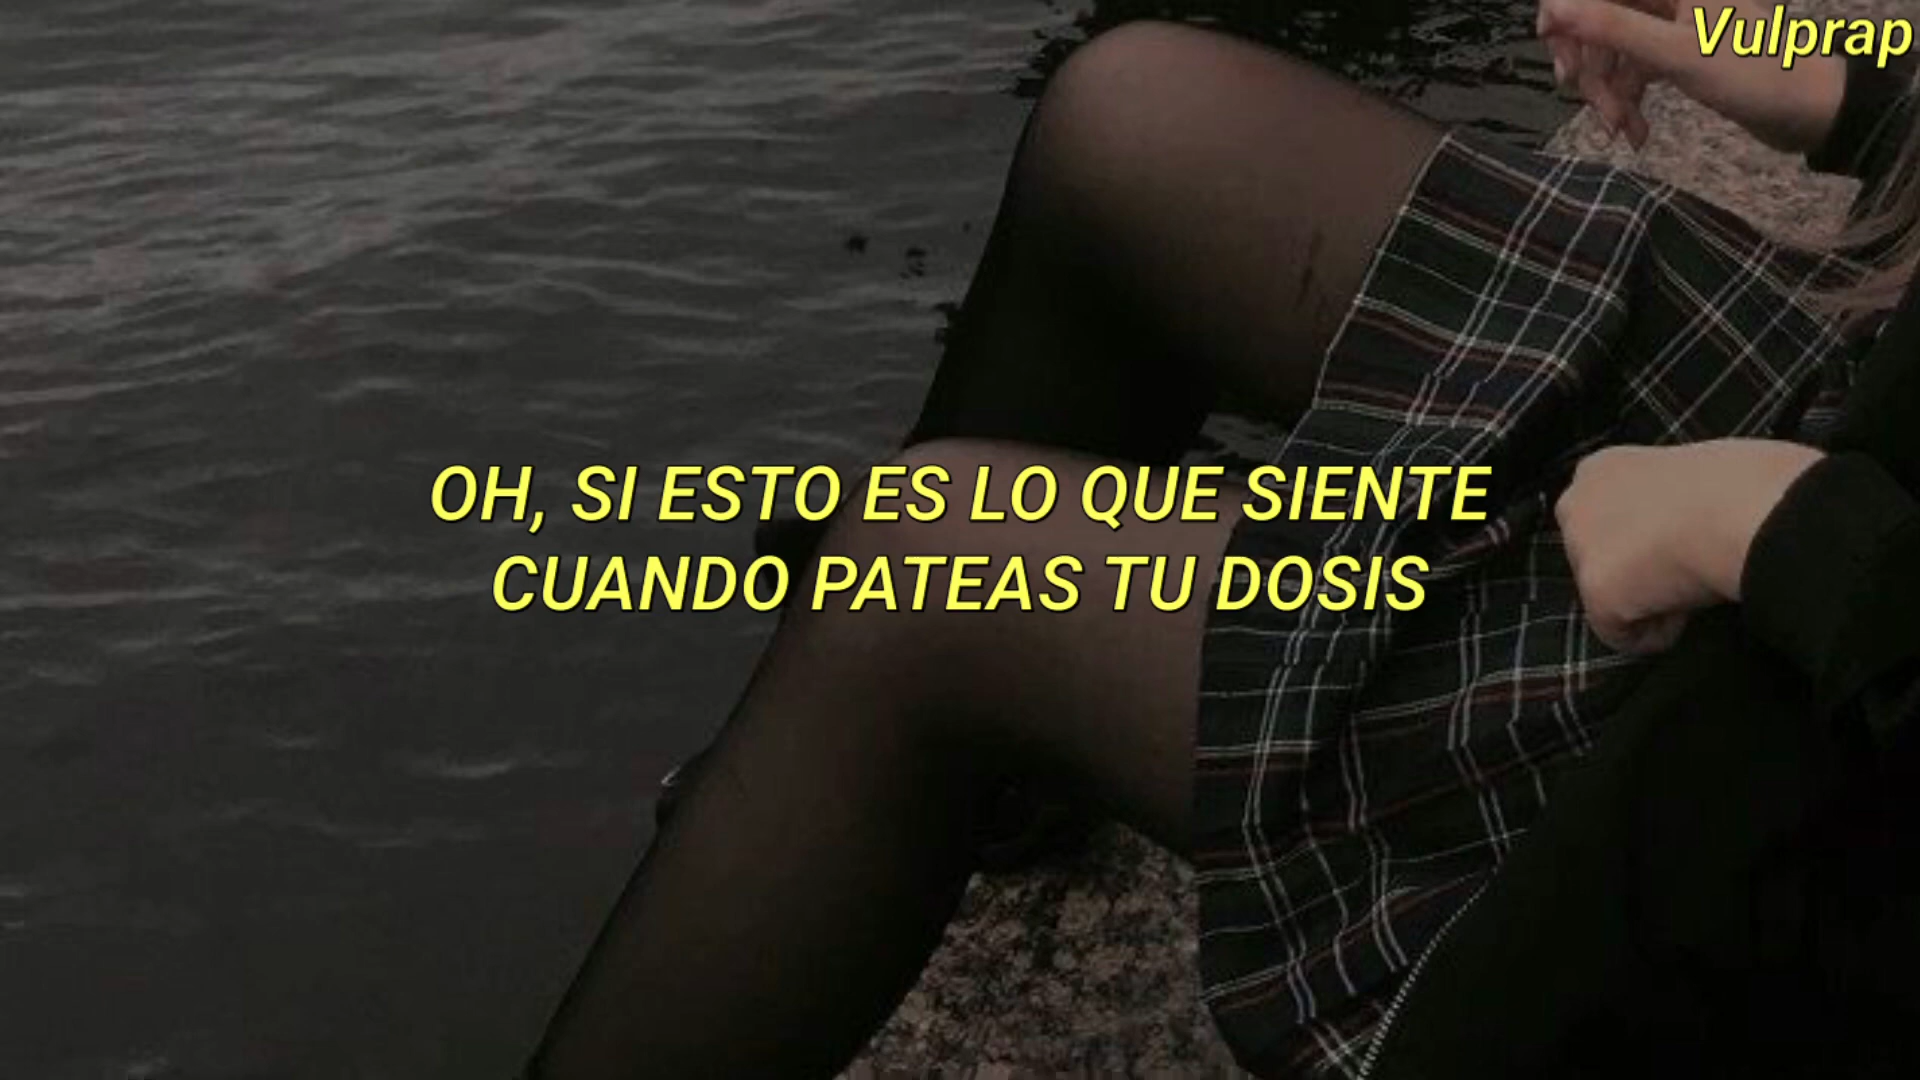 Vulprap
OH, SI ESTO ES LO QUE SIENTE
CUANDO PATEAS TU DOSIS